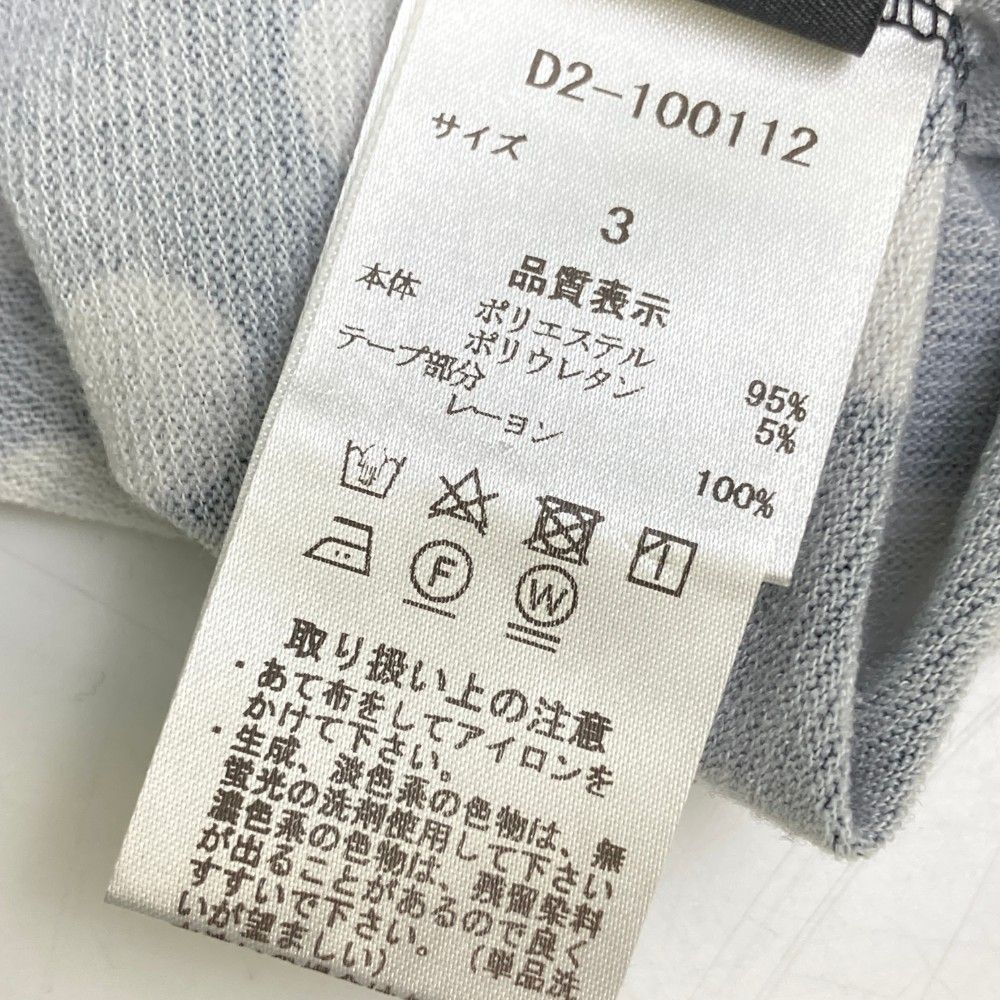 D2-100112
サイズ
3
品質表示
本体
ポリエステル 95%
ポリウレタン 5%
テープ部分
レーヨン 100%
F
W
取り扱い上の注意
・あて布をしてアイロンを
かけて下さい。
・生成、淡色系の色物は、無
蛍光の洗剤使用して下さい
濃色系の色物は、残留染料
が出ることがあるので良く
すすいで下さい。(単品洗
いが望ましい)